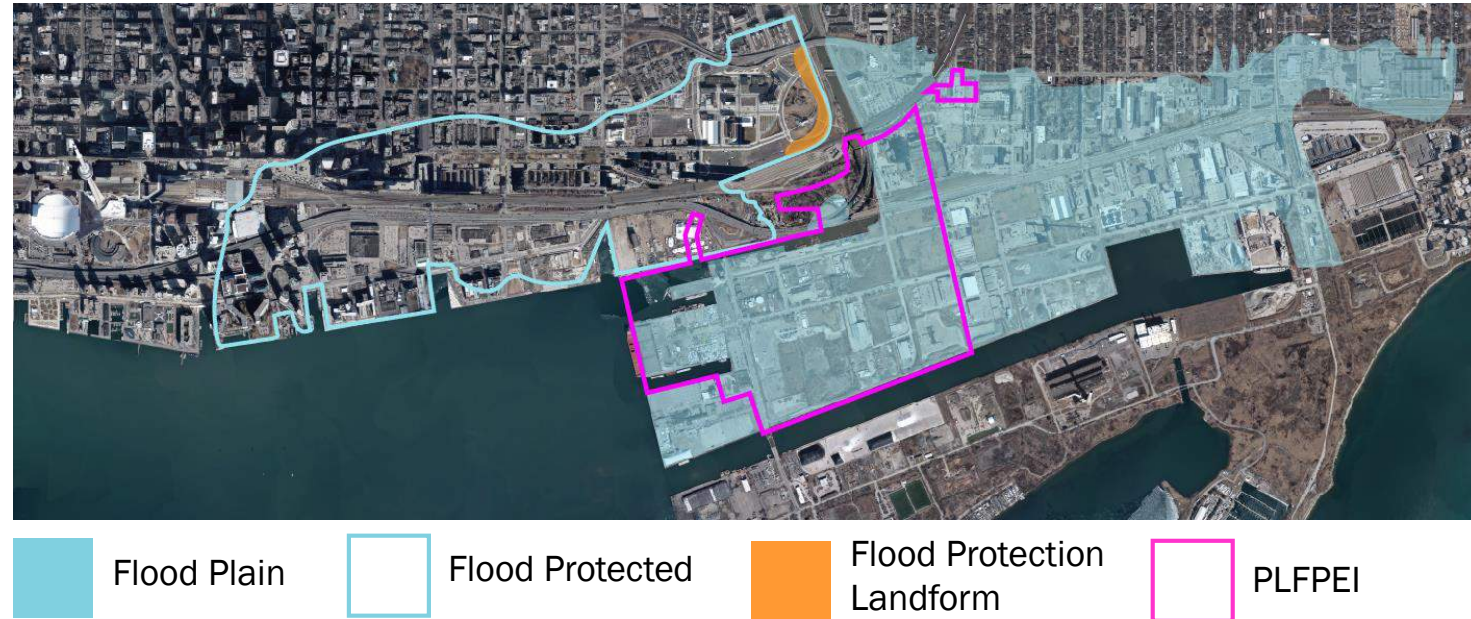 Flood Plain
Flood Protected
Flood Protection
Landform
PLFPEI